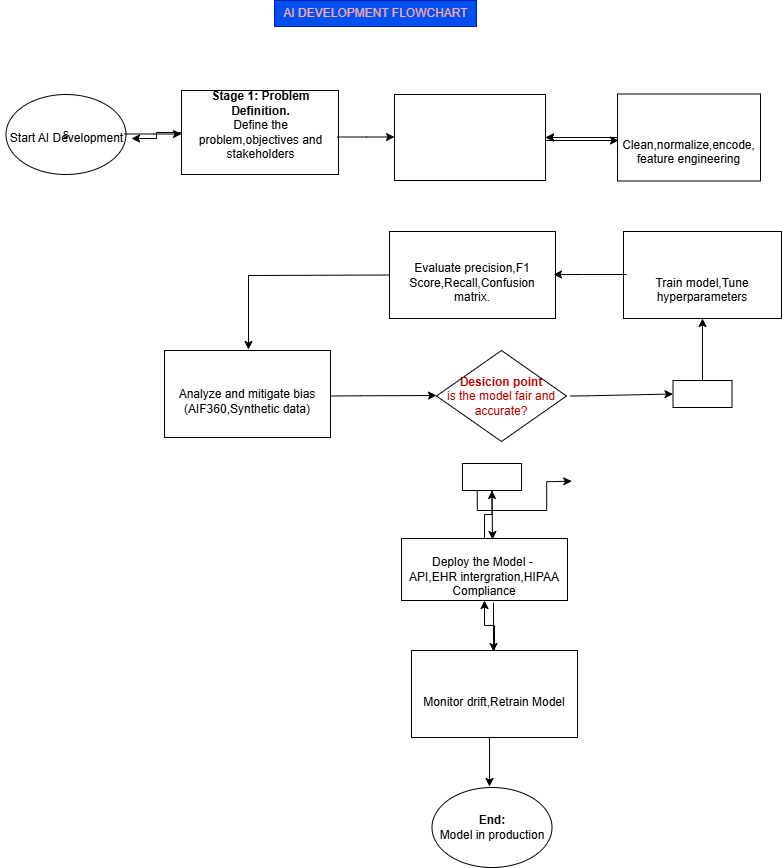 AI DEVELOPMENT FLOWCHART
Start AI Development
Stage 1: Problem
Definition.
Define the
problem,objectives and
stakeholders
Clean,normalize,encode,
feature engineering
Evaluate precision,F1
Score,Recall,Confusion
matrix.
Train model,Tune
hyperparameters
Analyze and mitigate bias
(AIF360,Synthetic data)
Desicion point
is the model fair and
accurate?
Deploy the Model -
API,EHR intergration,HIPAA
Compliance
Monitor drift,Retrain Model
End:
Model in production